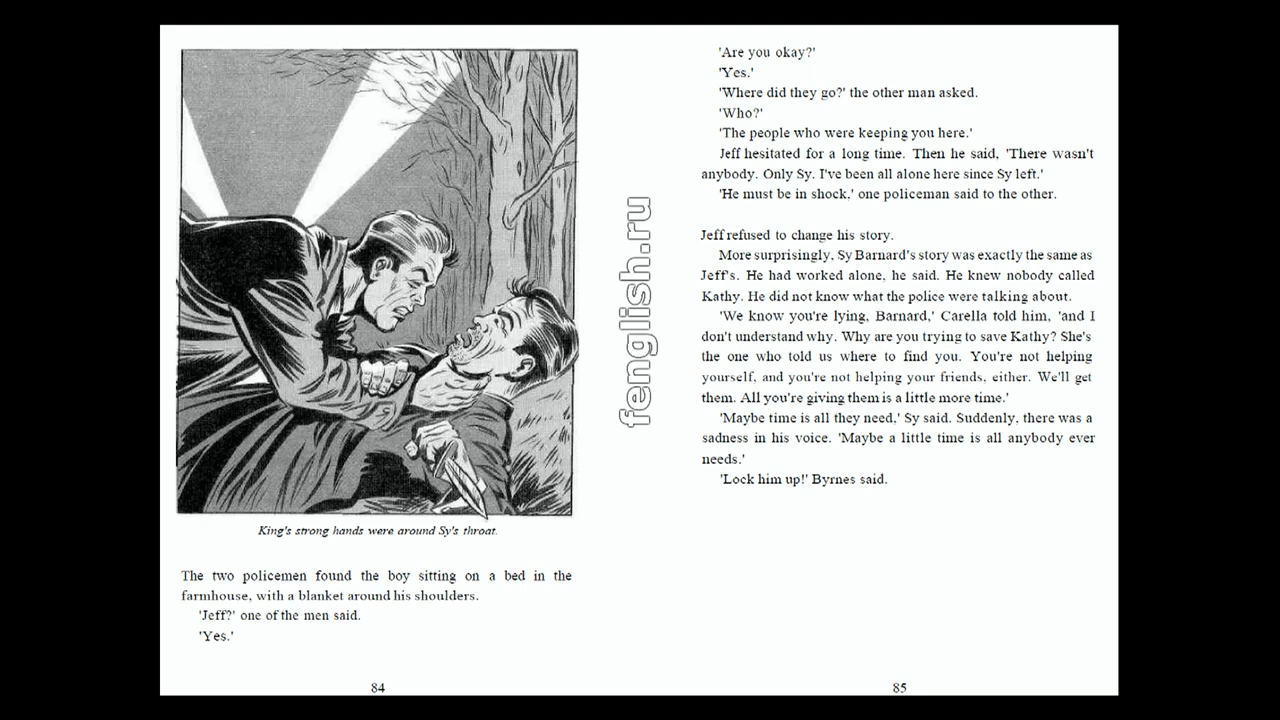 King's strong hands were around Sy's throat.
The two policemen found the boy sitting on a bed in the
farmhouse, with a blanket around his shoulders.
'Jeff?' one of the men said.
'Yes.'
84
fenglish.ru
'Are you okay?'
'Yes.'
'Where did they go?' the other man asked.
'Who?'
'The people who were keeping you here.'
Jeff hesitated for a long time. Then he said, 'There wasn't
anybody. Only Sy. I've been all alone here since Sy left.'
'He must be in shock,' one policeman said to the other.
Jeff refused to change his story.
More surprisingly, Sy Barnard's story was exactly the same as
Jeff's. He had worked alone, he said. He knew nobody called
Kathy. He did not know what the police were talking about.
'We know you're lying, Barnard,' Carella told him, 'and I
don't understand why. Why are you trying to save Kathy? She's
the one who told us where to find you. You're not helping
yourself, and you're not helping your friends, either. We'll get
them. All you're giving them is a little more time.'
'Maybe time is all they need,' Sy said. Suddenly, there was a
sadness in his voice. 'Maybe a little time is all anybody ever
needs.'
'Lock him up!' Byrnes said.
85